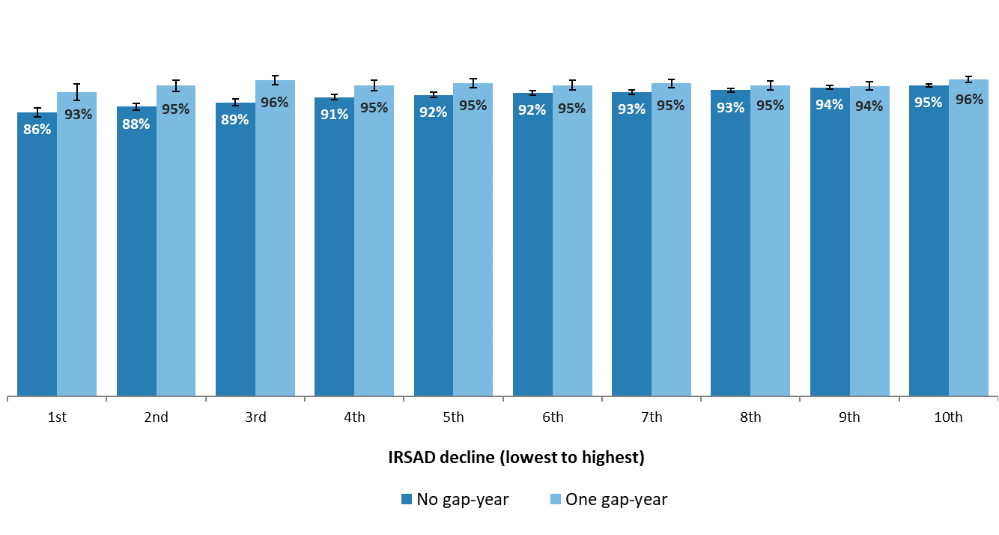 86% 93% 88% 95% 89% 96% 91% 95% 92% 95% 92% 95% 93% 95% 93% 95% 94% 94% 95% 96%
1st 2nd 3rd 4th 5th 6th 7th 8th 9th 10th
IRSAD decline (lowest to highest)
No gap-year One gap-year